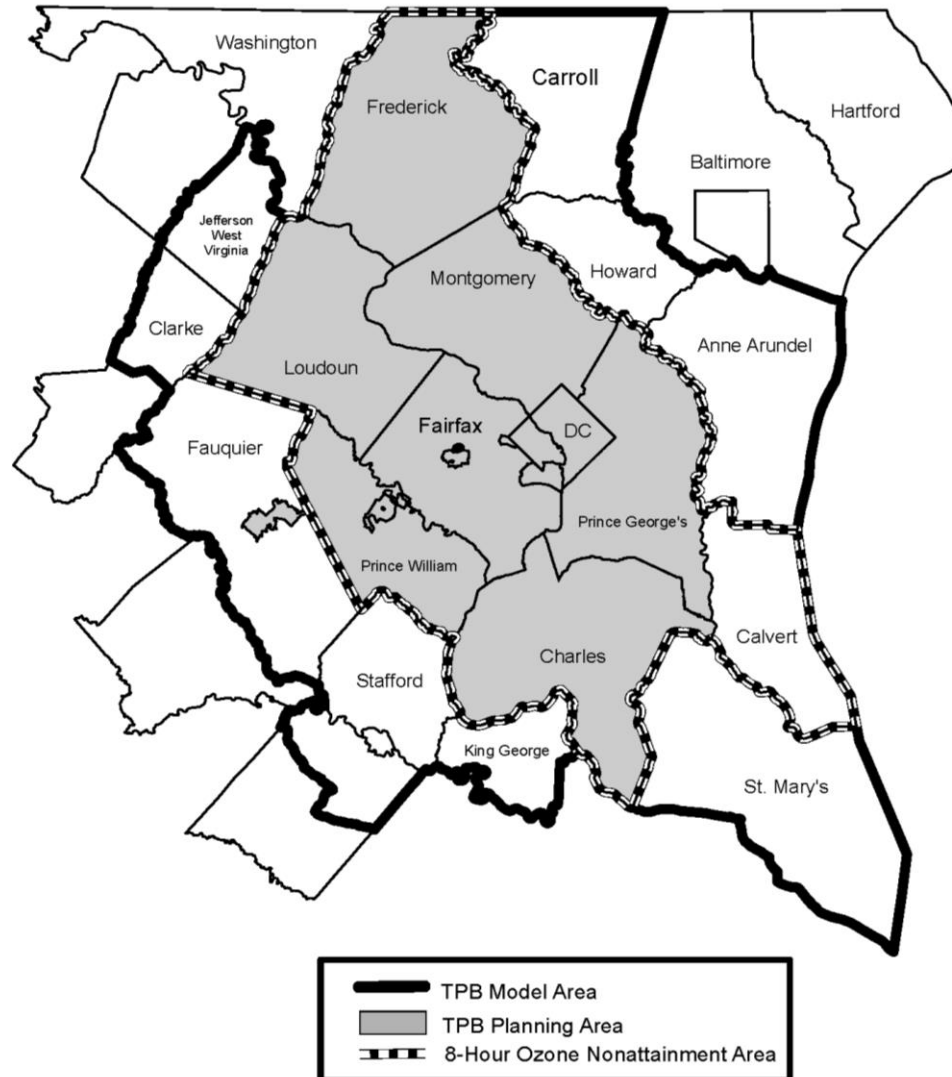 Washington
Frederick
Carroll
Hartford
Baltimore
Jefferson
West
Virginia
Howard
Montgomery
Clarke
Anne Arundel
Loudoun
Fairfax
DC
Fauquier
Prince George's
Prince William
Calvert
Charles
Stafford
King George
St. Mary's
TPB Model Area
TPB Planning Area
8-Hour Ozone Nonattainment Area